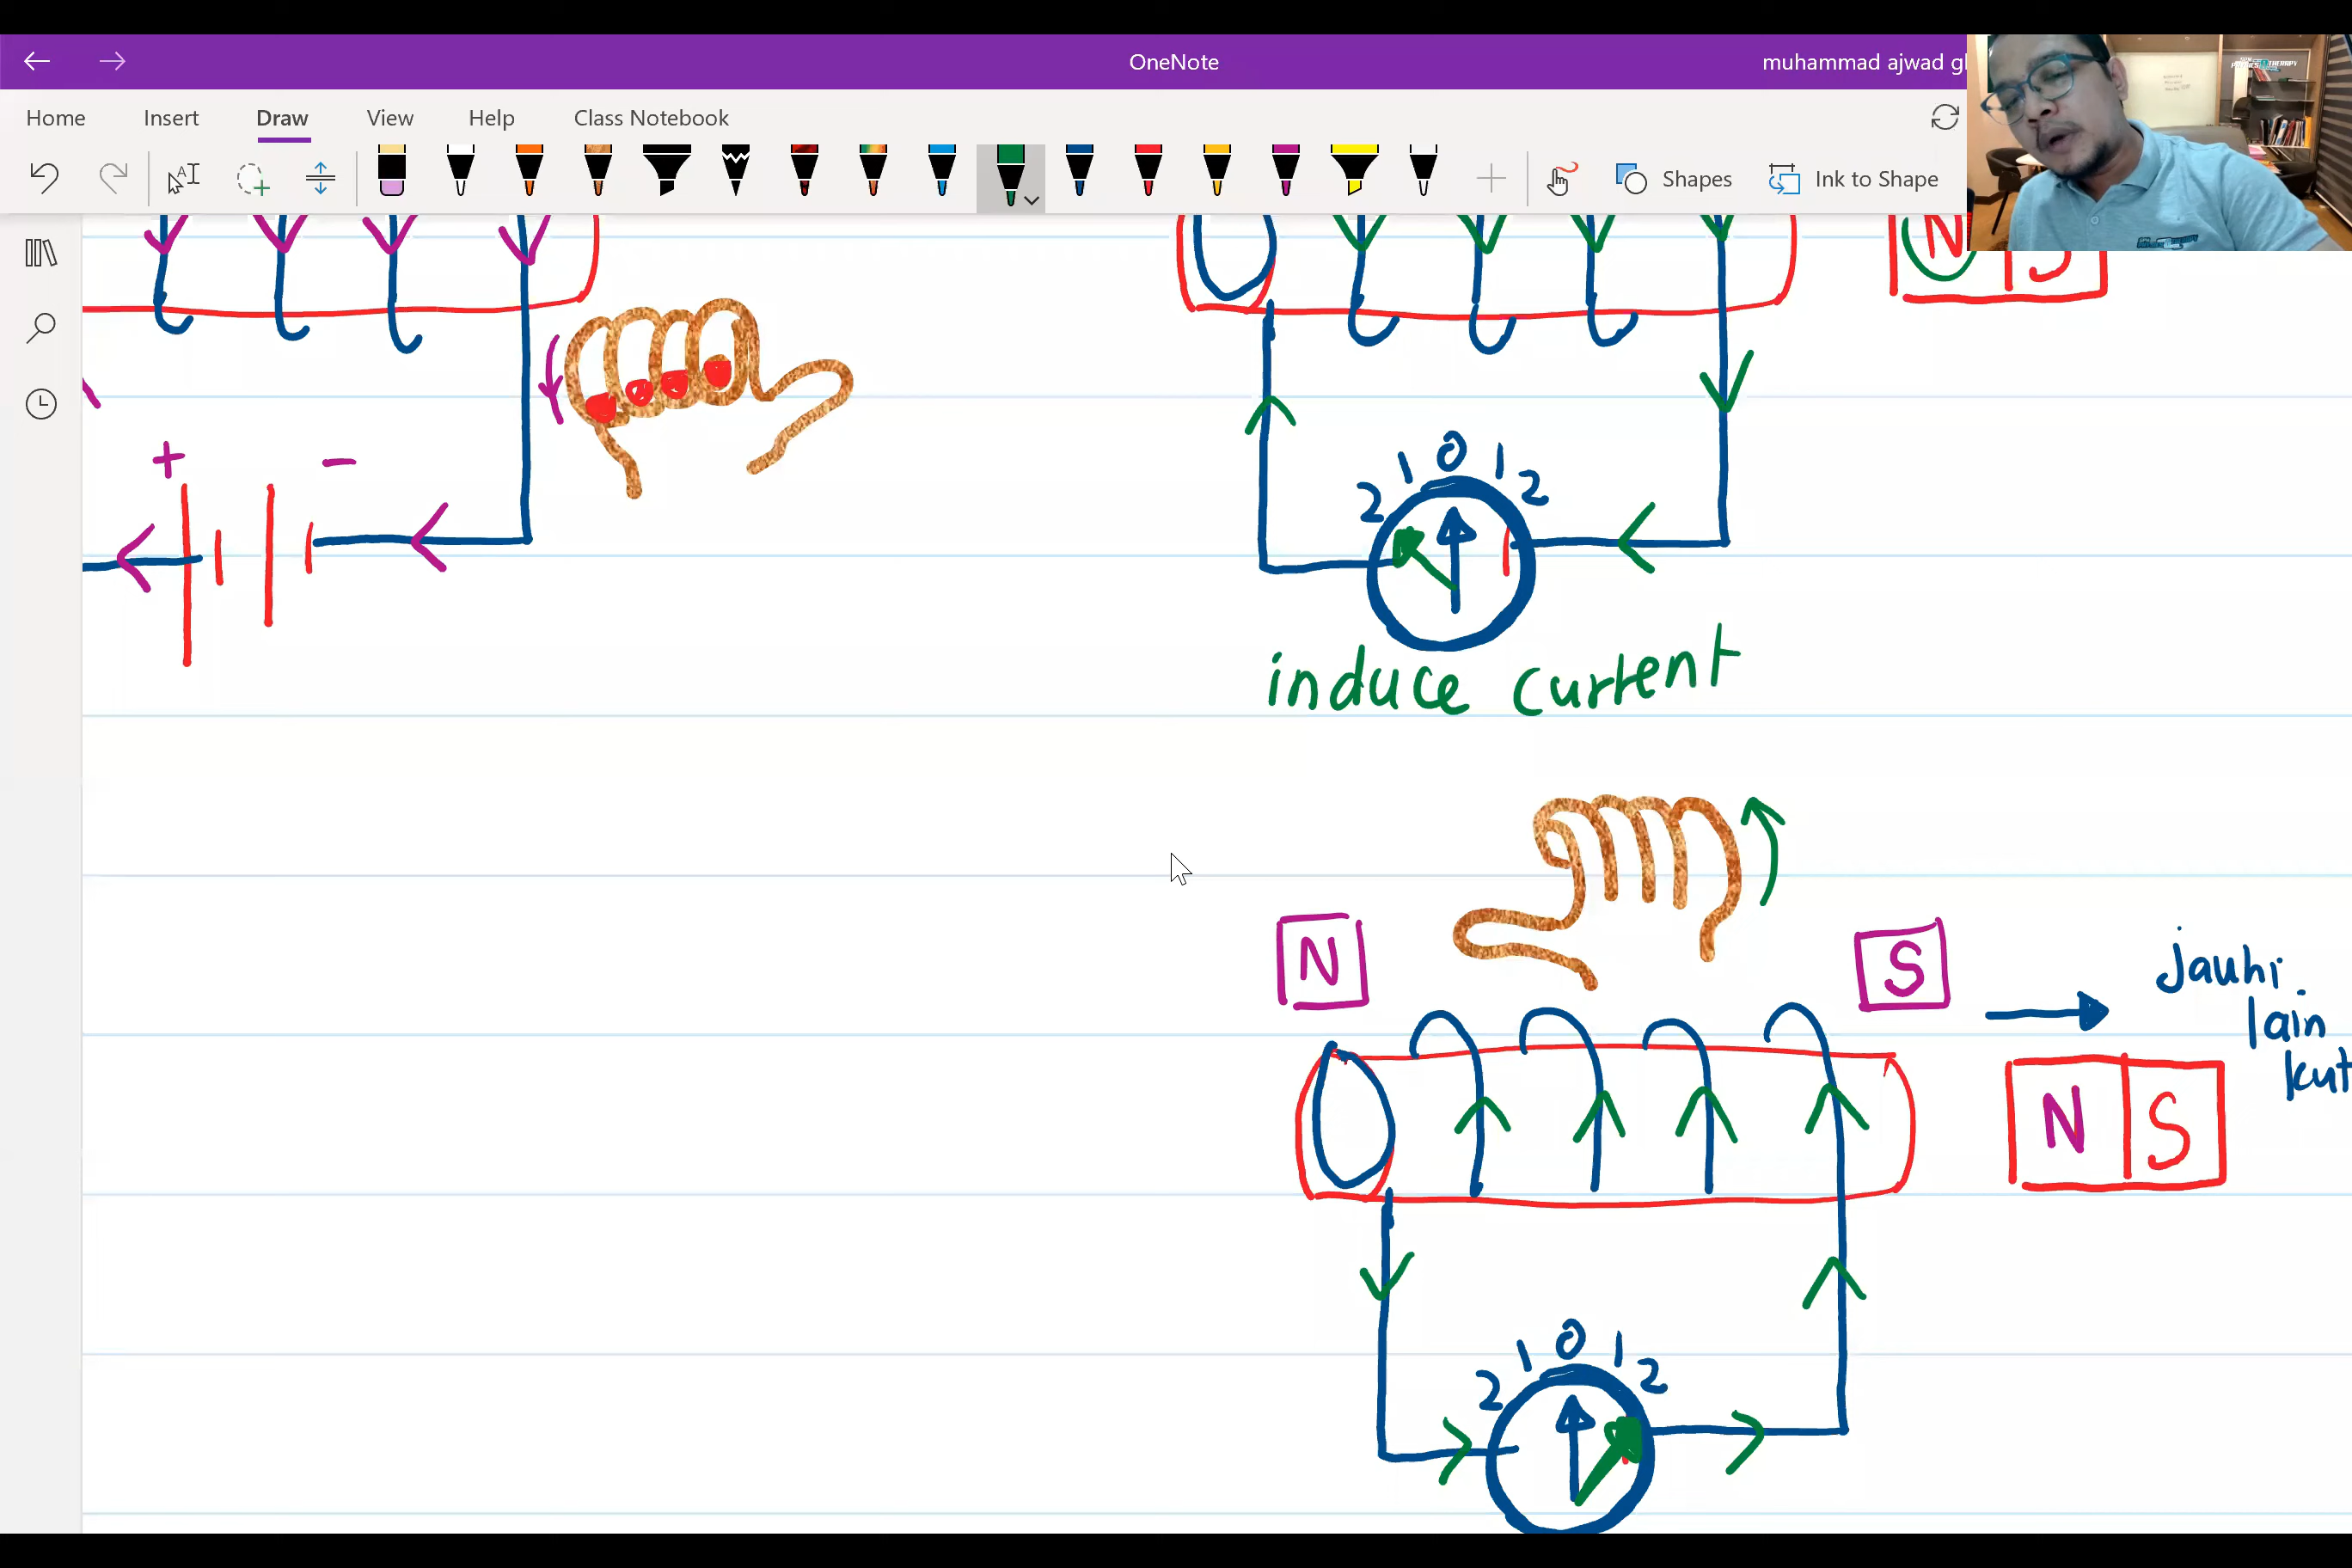 OneNote
muhammad ajwad
Home Insert Draw View Help Class Notebook
Shapes Ink to Shape
N S
+ -
2 1 0 1 2
induce current
N S
jauhi
lain
kut
N S
2 1 0 1 2